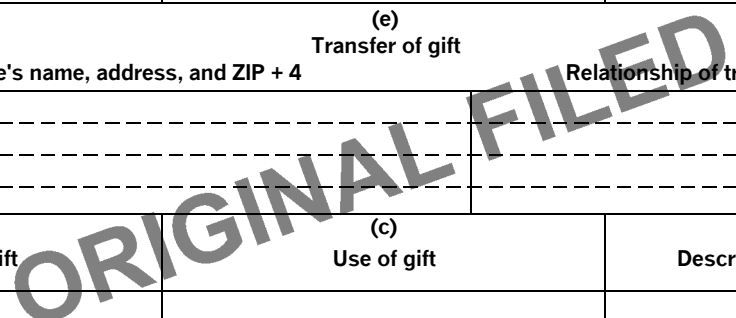 (e)
Transfer of gift
e's name, address, and ZIP + 4 Relationship of tr
ORIGINAL FILED
(c)
ift Use of gift Descr